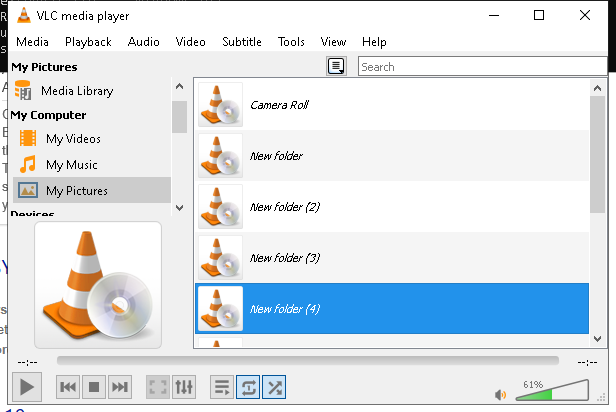 VLC media player
Media Playback Audio Video Subtitle Tools View Help
My Pictures
Search
Media Library
My Computer
My Videos
My Music
My Pictures
Devices
Camera Roll
New folder
New folder (2)
New folder (3)
New folder (4)
--:--
--:--
61%